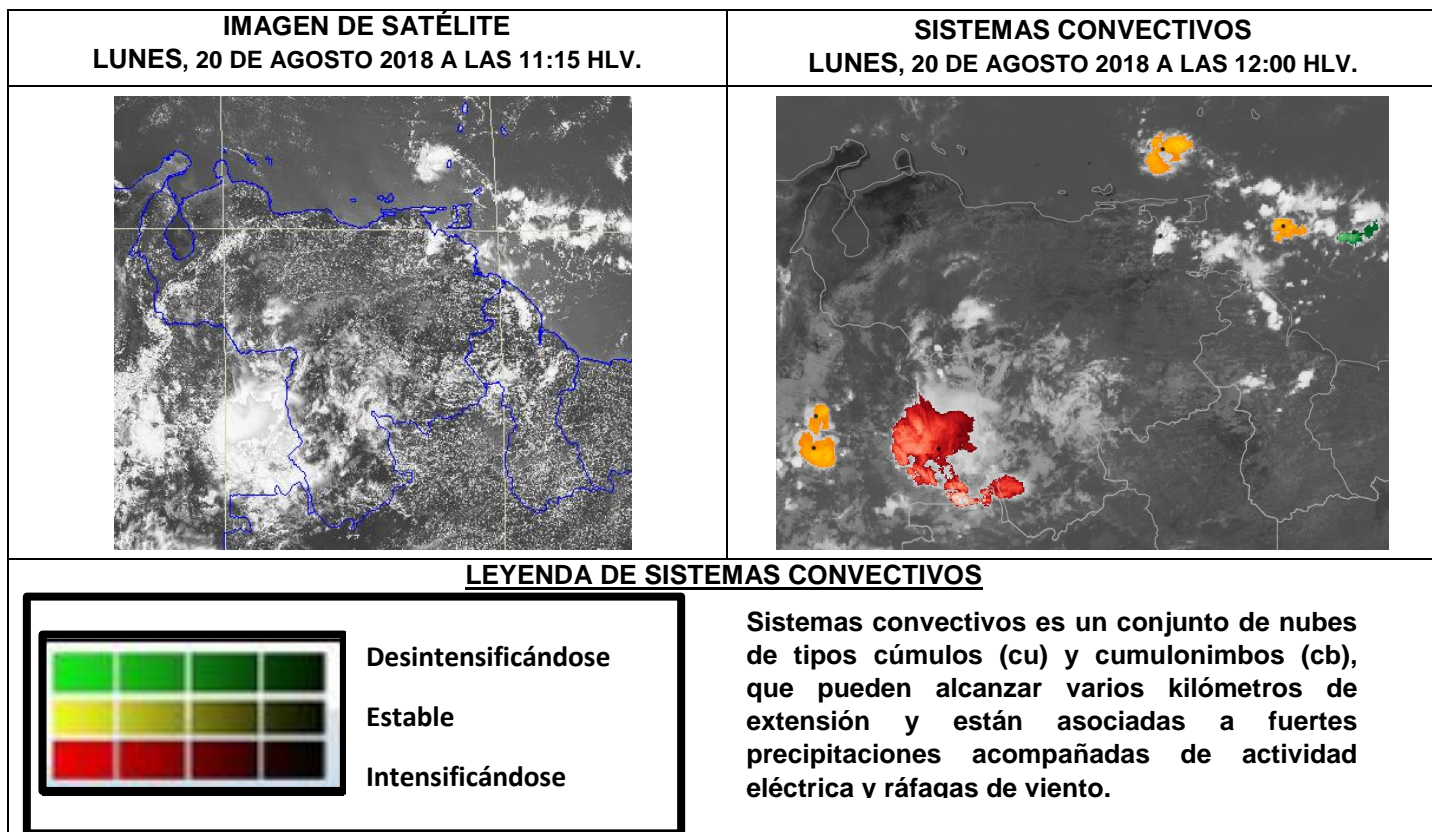 IMAGEN DE SATÉLITE
LUNES, 20 DE AGOSTO 2018 A LAS 11:15 HLV.
SISTEMAS CONVECTIVOS
LUNES, 20 DE AGOSTO 2018 A LAS 12:00 HLV.
LEYENDA DE SISTEMAS CONVECTIVOS
Desintensificándose
Estable
Intensificándose
Sistemas convectivos es un conjunto de nubes
de tipos cúmulos (cu) y cumulonimbos (cb),
que pueden alcanzar varios kilómetros de
extensión y están asociadas a fuertes
precipitaciones acompañadas de actividad
eléctrica y ráfagas de viento.